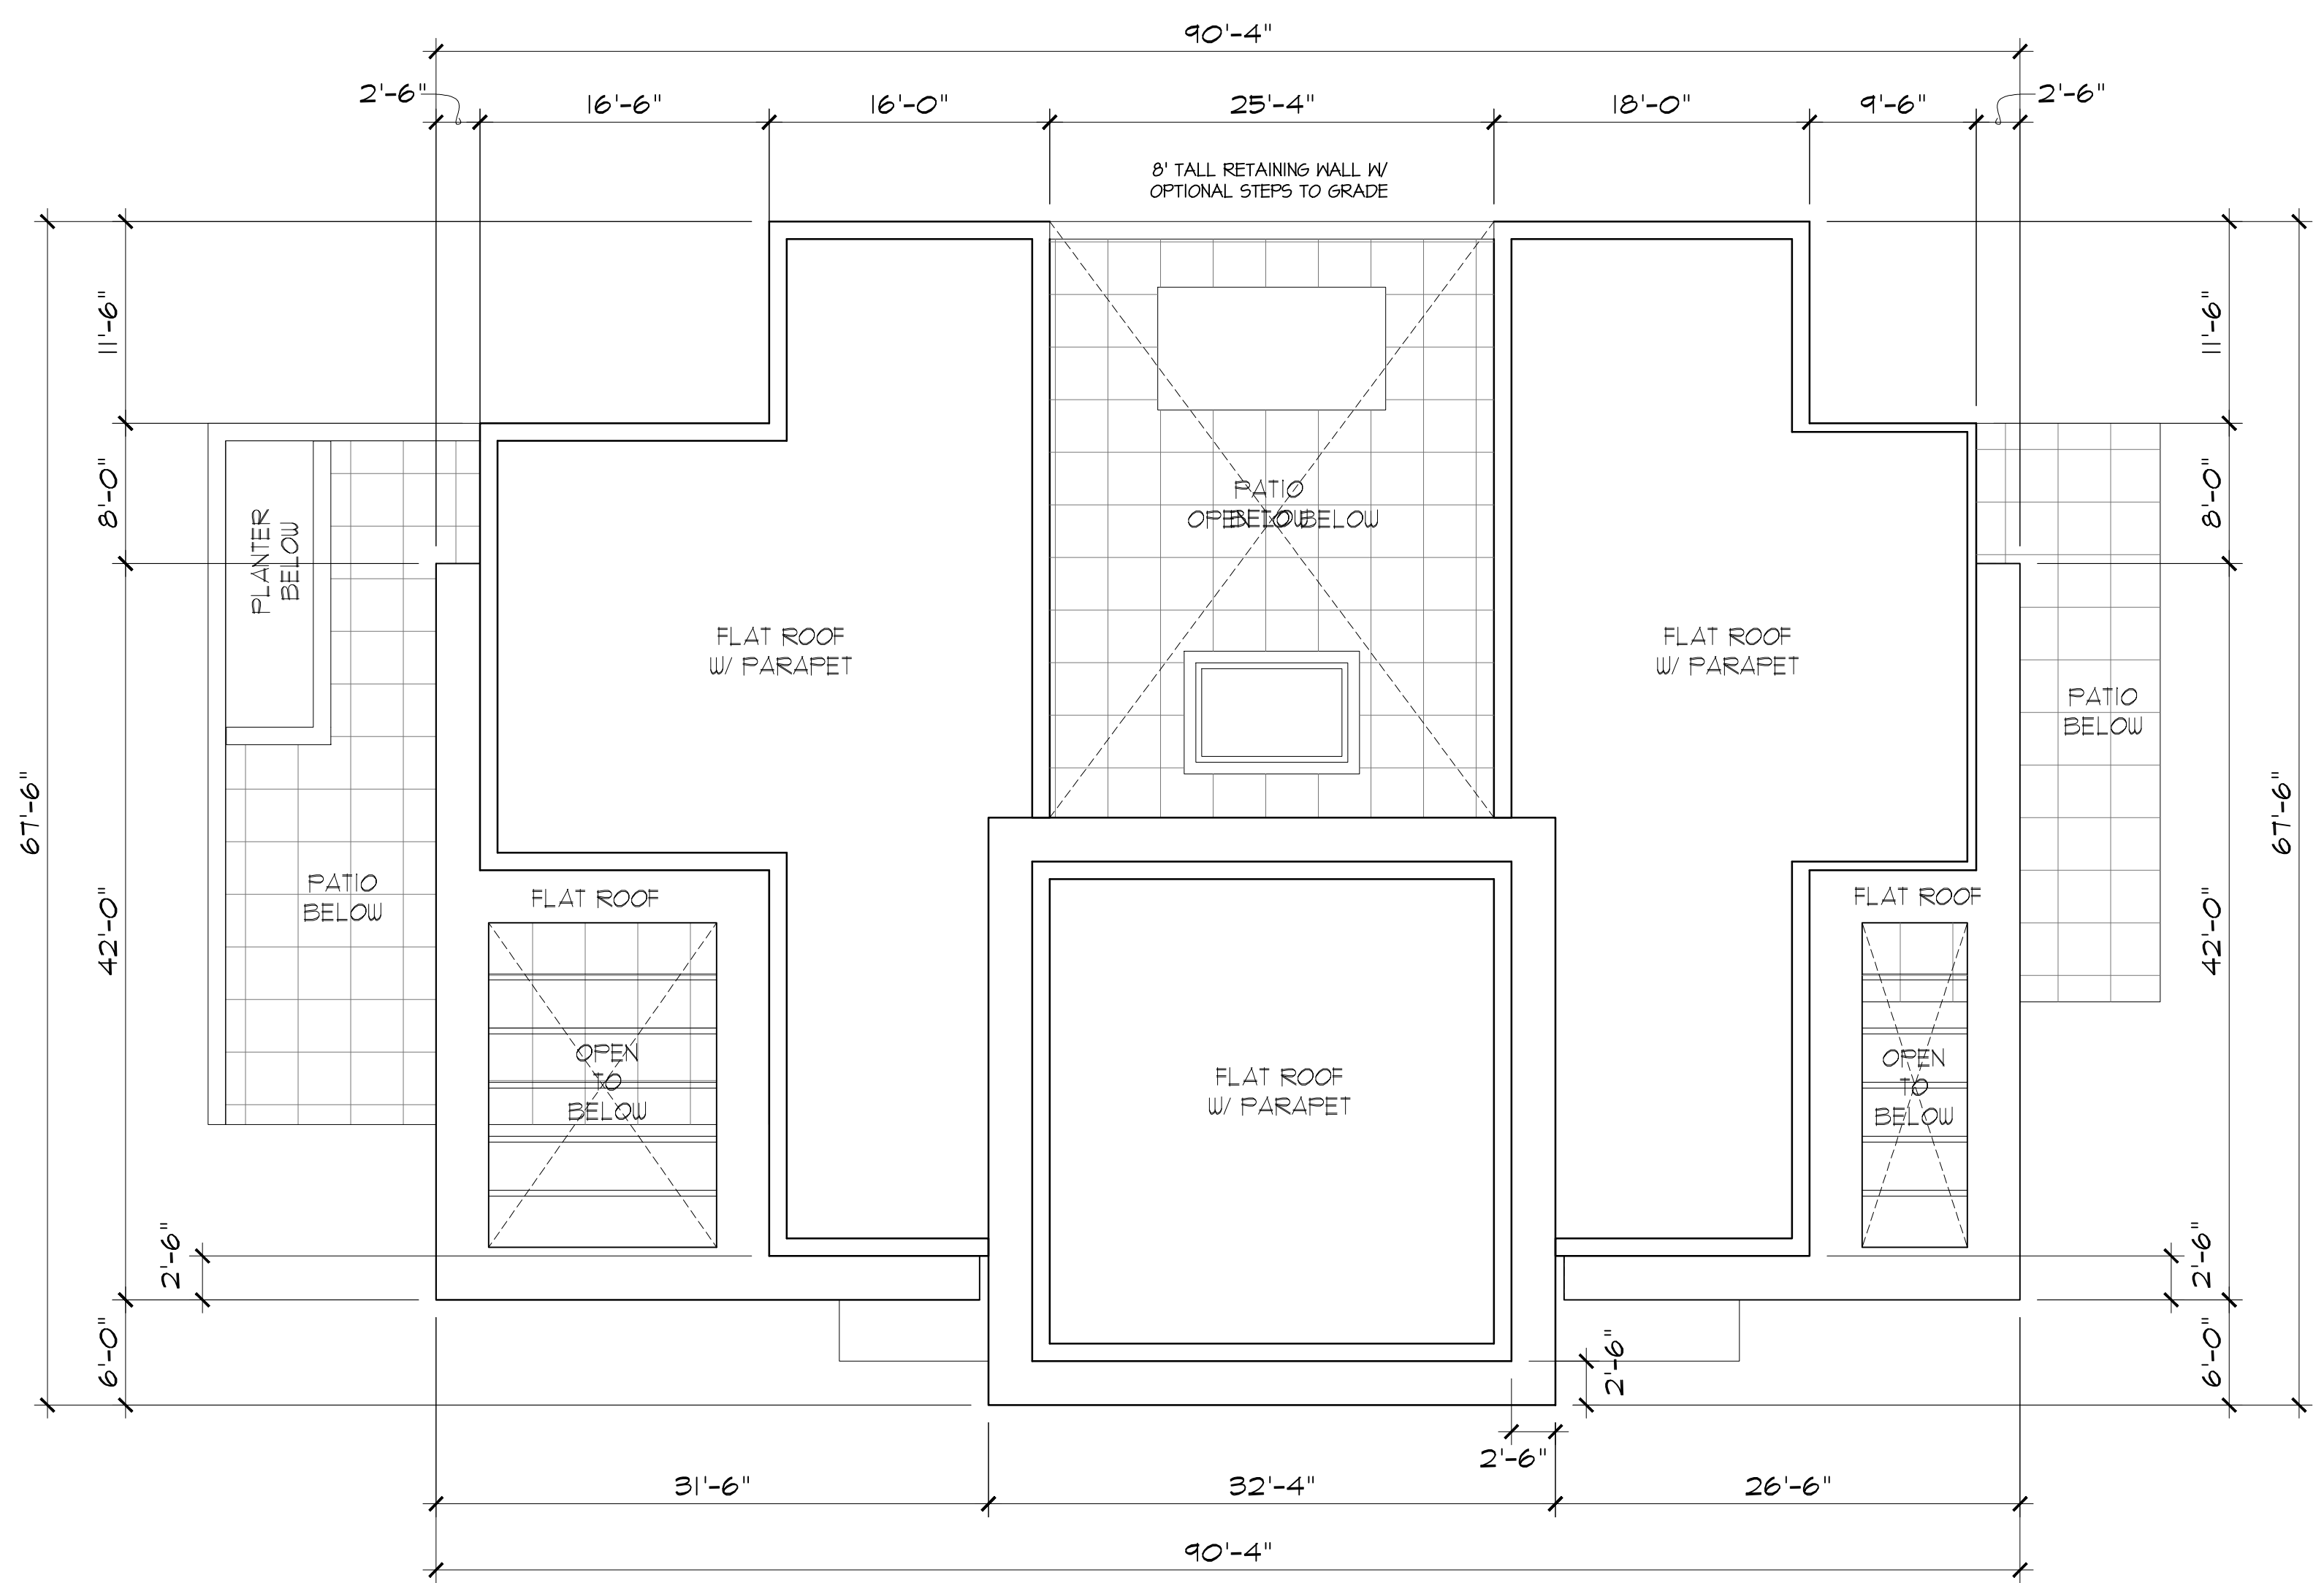 90'-4"
2'-6"
16'-6"
16'-0"
25'-4"
18'-0"
9'-6"
2'-6"
8' TALL RETAINING WALL W/
OPTIONAL STEPS TO GRADE
11'-6"
11'-6"
8'-0"
8'-0"
PLANTER
BELOW
PATIO
BELOW
OPEN TO BELOW
FLAT ROOF
W/ PARAPET
FLAT ROOF
W/ PARAPET
PATIO
BELOW
67'-6"
67'-6"
PATIO
BELOW
FLAT ROOF
FLAT ROOF
42'-0"
42'-0"
OPEN
TO
BELOW
FLAT ROOF
W/ PARAPET
OPEN
TO
BELOW
2'-6"
2'-6"
6'-0"
2'-6"
6'-0"
2'-6"
31'-6"
32'-4"
26'-6"
90'-4"